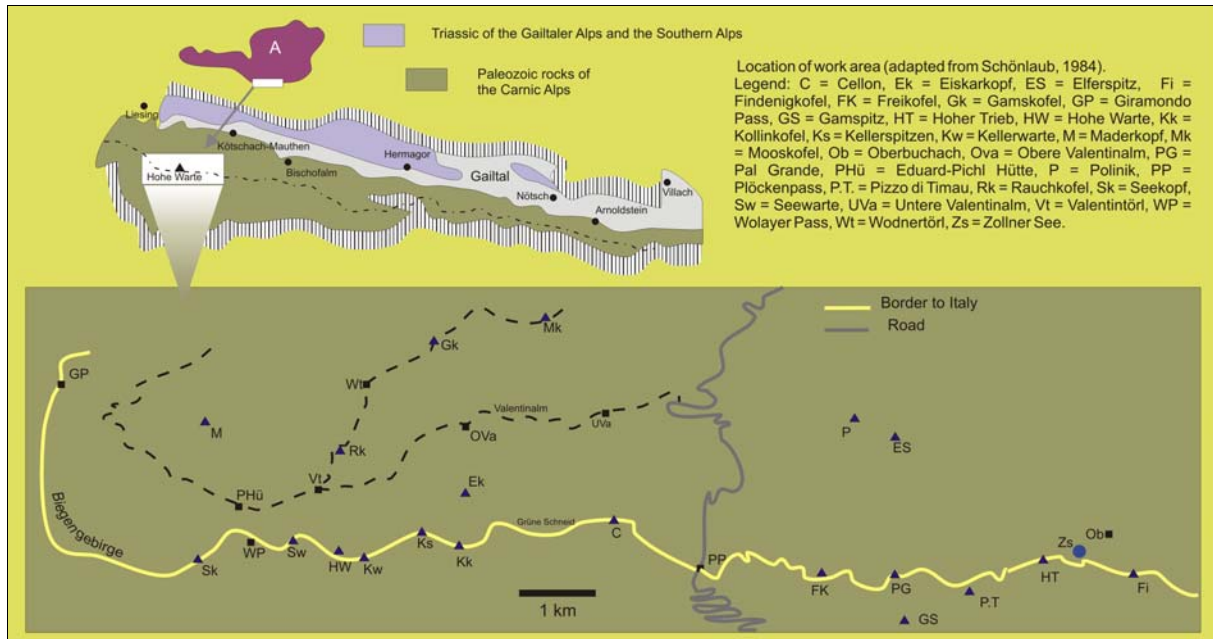 A
Triassic of the Gailtaler Alps and the Southern Alps
Paleozoic rocks of
the Carnic Alps
Location of work area (adapted from Schönlaub, 1984).
Legend: C = Cellon, Ek = Eiskarkopf, ES = Elferspitz, Fi =
Findenigkofel, FK = Freikofel, Gk = Gamskofel, GP = Giramondo
Pass, GS = Gamspitz, HT = Hoher Trieb, HW = Hohe Warte, Kk =
Kollinkofel, Ks = Kellerspitzen, Kw = Kellerwarte, M = Maderkopf, Mk
= Mooskofel, Ob = Oberbuchach, Ova = Obere Valentinalm, PG =
Pal Grande, PHü = Eduard-Pichl Hütte, P = Polinik, PP =
Plöckenpass, P.T. = Pizzo di Timau, Rk = Rauchkofel, Sk = Seekopf,
Sw = Seewarte, UVa = Untere Valentinalm, Vt = Valentintörl, WP =
Wolayer Pass, Wt = Wodnertörl, Zs = Zollner See.
Liesing
Kötschach-Mauthen
Hohe Warte
Bischofalm
Hermagor
Gailtal
Nötsch
Villach
Arnoldstein
Border to Italy
Road
Mk
Gk
GP
Wt
Valentinalm
UVa
M
OVa
P
ES
Rk
Vt
Ek
PHü
Biegengebirge
Grüne Schneid
C
Ob
Zs
WP
Sw
Ks
Sk
HW
Kw
Kk
PP
HT
FK
PG
P.T
Fi
1 km
GS